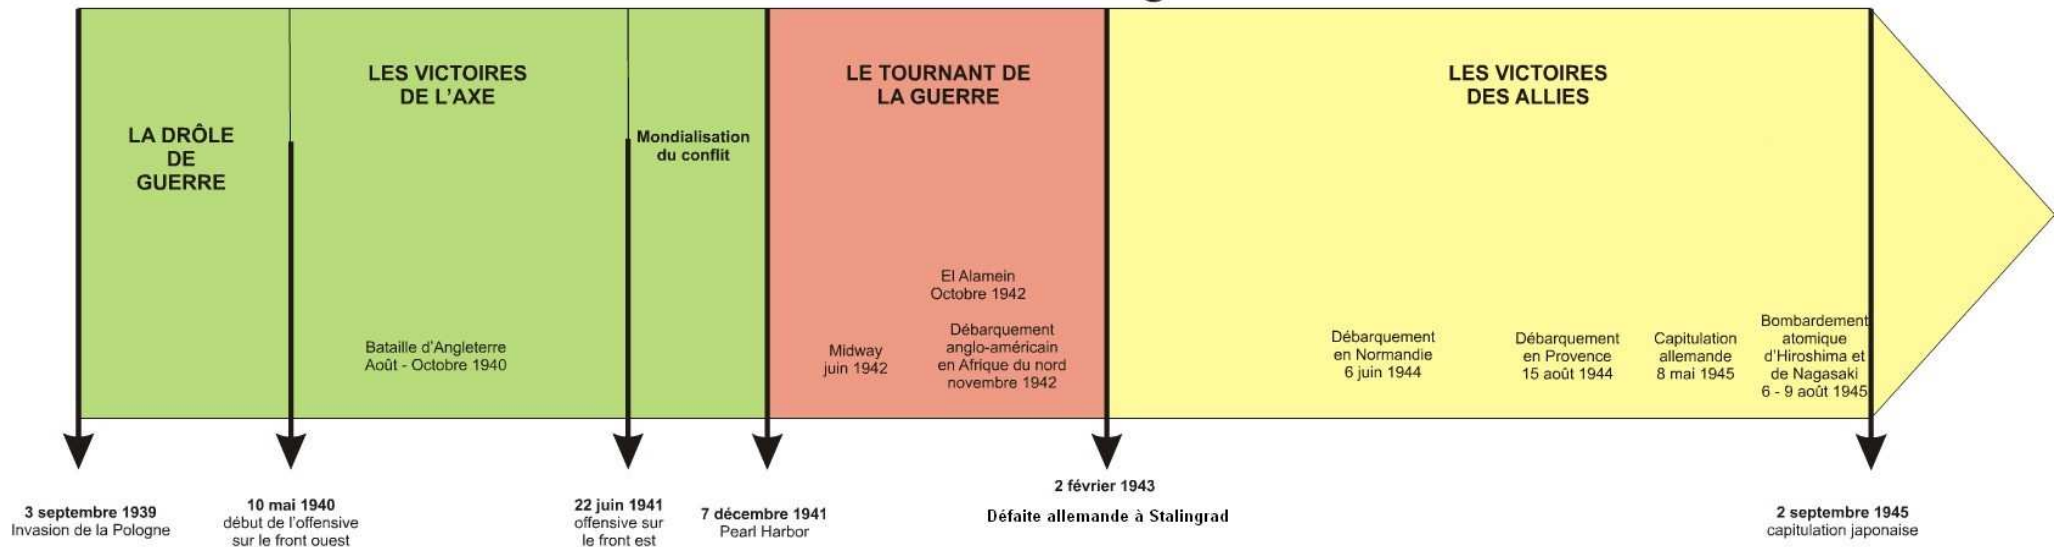 LA DRÔLE
DE
GUERRE
LES VICTOIRES
DE L'AXE
Bataille d'Angleterre
Août - Octobre 1940
Mondialisation
du conflit
LE TOURNANT DE
LA GUERRE
El Alamein
Octobre 1942
Midway
juin 1942
Débarquement
anglo-américain
en Afrique du nord
novembre 1942
LES VICTOIRES
DES ALLIES
Débarquement
en Normandie
6 juin 1944
Débarquement
en Provence
15 août 1944
Capitulation
allemande
8 mai 1945
Bombardement
atomique
d'Hiroshima et
de Nagasaki
6 - 9 août 1945
3 septembre 1939
Invasion de la Pologne
10 mai 1940
début de l'offensive
sur le front ouest
22 juin 1941
offensive sur
le front est
7 décembre 1941
Pearl Harbor
2 février 1943
Défaite allemande à Stalingrad
2 septembre 1945
capitulation japonaise